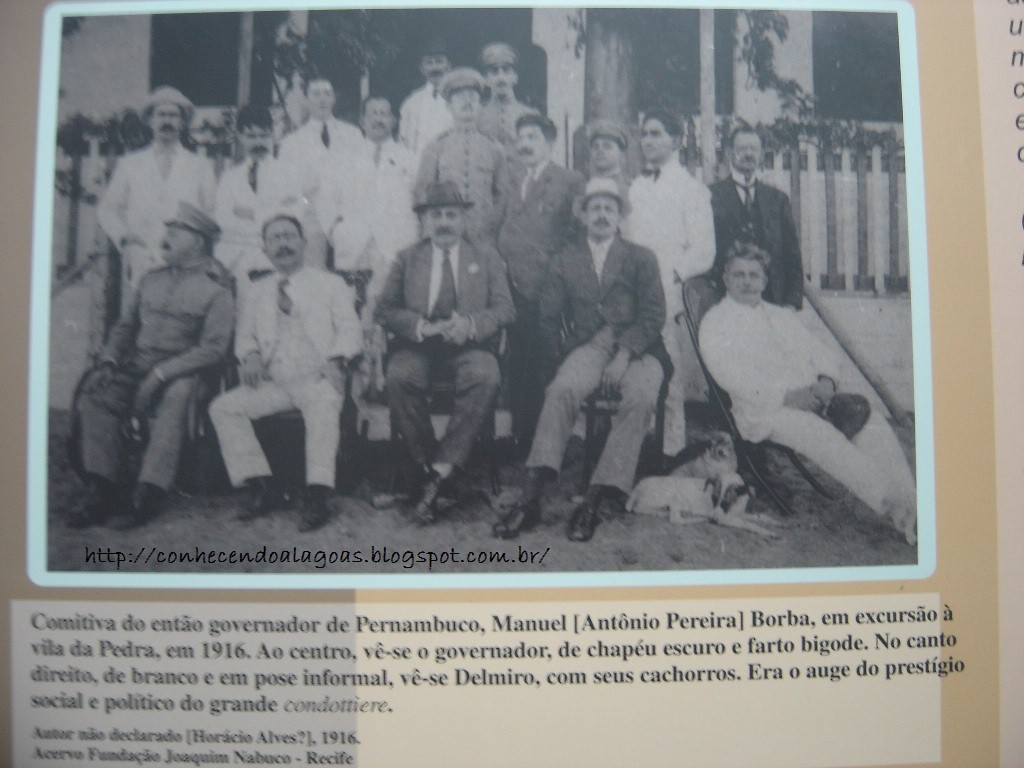 http://conhecendoalagoas.blogspot.com.br/
Comitiva do então governador de Pernambuco, Manuel [Antônio Pereira] Borba, em excursão à
vila da Pedra, em 1916. Ao centro, vê-se o governador, de chapéu escuro e farto bigode. No canto
direito, de branco e em pose informal, vê-se Delmiro, com seus cachorros. Era o auge do prestígio
social e político do grande condottiere.
Autor não declarado [Horácio Alves?], 1916.
Acervo Fundação Joaquim Nabuco - Recife